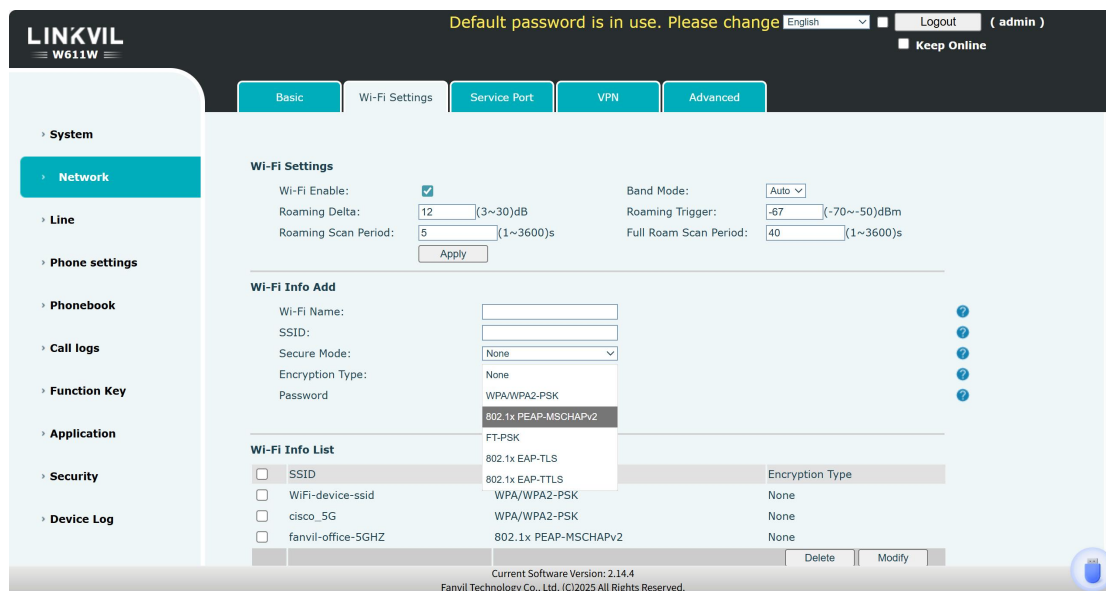 Default password is in use. Please change English Logout ( admin )
LINKVIL
W611W
Keep Online
Basic Wi-Fi Settings Service Port VPN Advanced
› System
› Network
› Line
› Phone settings
› Phonebook
› Call logs
› Function Key
› Application
› Security
› Device Log
Wi-Fi Settings
Wi-Fi Enable: Band Mode: Auto
Roaming Delta: 12 (3~30)dB Roaming Trigger: -67 (-70~-50)dBm
Roaming Scan Period: 5 (1~3600)s Full Roam Scan Period: 40 (1~3600)s
Apply
Wi-Fi Info Add
Wi-Fi Name: ?
SSID: ?
Secure Mode: None ?
Encryption Type: ?
Password ?
None
WPA/WPA2-PSK
802.1x PEAP-MSCHAPv2
FT-PSK
802.1x EAP-TLS
802.1x EAP-TTLS
Wi-Fi Info List
SSID Encryption Type
WiFi-device-ssid WPA/WPA2-PSK None
cisco_5G WPA/WPA2-PSK None
fanvil-office-5GHZ 802.1x PEAP-MSCHAPv2 None
Delete Modify
Current Software Version: 2.14.4
Fanvil Technology Co., Ltd. (C)2025 All Rights Reserved.